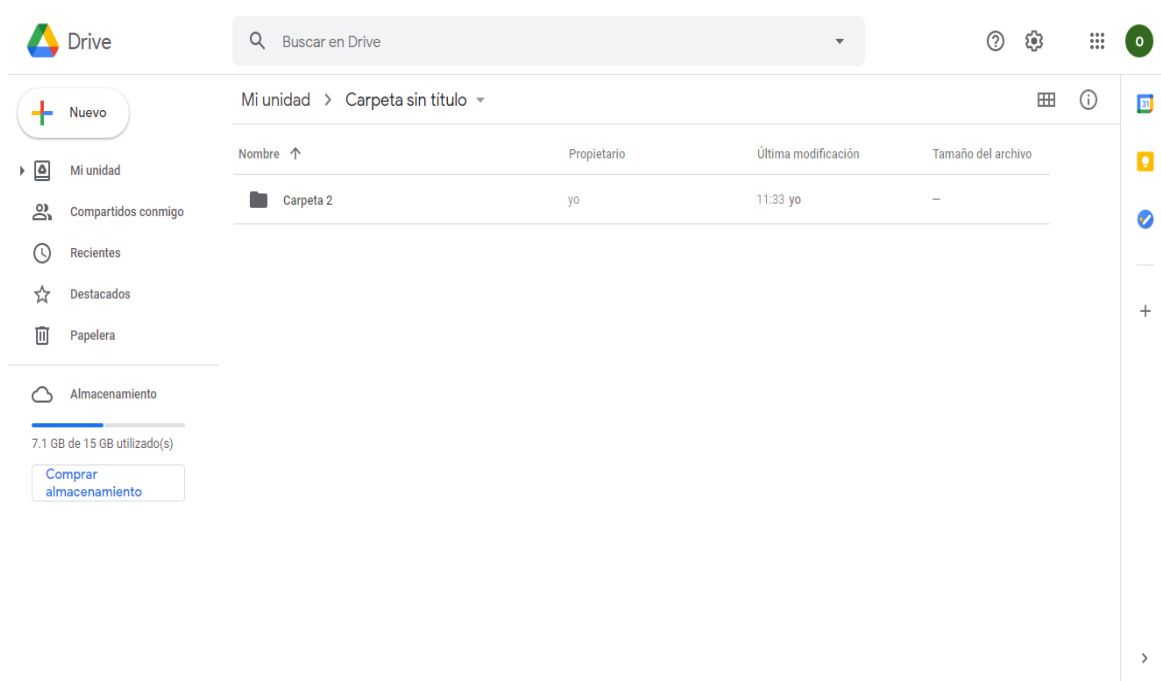 Drive
Buscar en Drive
O
Nuevo
Mi unidad > Carpeta sin título
31
Nombre Propietario Última modificación Tamaño del archivo
Mi unidad
Carpeta 2 yo 11:33 yo –
Compartidos conmigo
Recientes
Destacados
Papelera
Almacenamiento
7.1 GB de 15 GB utilizado(s)
Comprar
almacenamiento